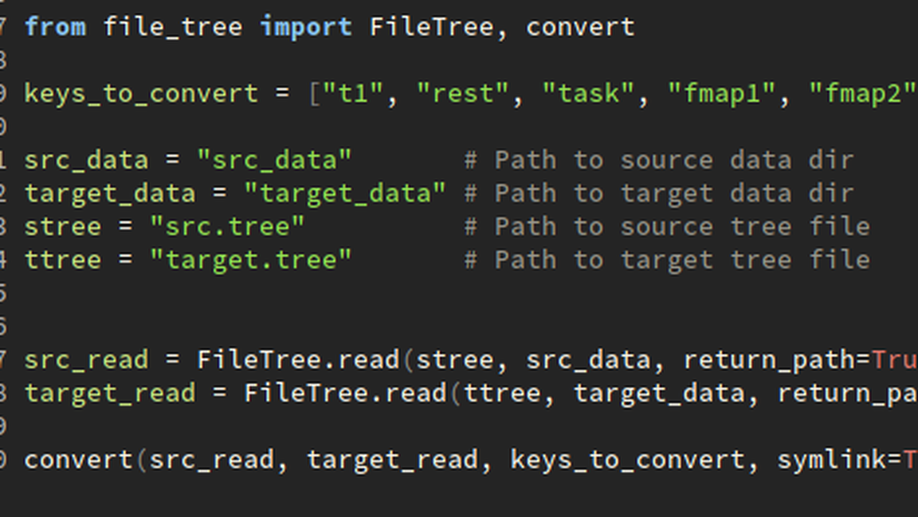 7 from file_tree import FileTree, convert
8
9 keys_to_convert = ["t1", "rest", "task", "fmap1", "fmap2"
0
1 src_data = "src_data" # Path to source data dir
2 target_data = "target_data" # Path to target data dir
3 stree = "src.tree" # Path to source tree file
4 ttree = "target.tree" # Path to target tree file
5
6
7 src_read = FileTree.read(stree, src_data, return_path=Tru
8 target_read = FileTree.read(ttree, target_data, return_pa
9
0 convert(src_read, target_read, keys_to_convert, symlink=T